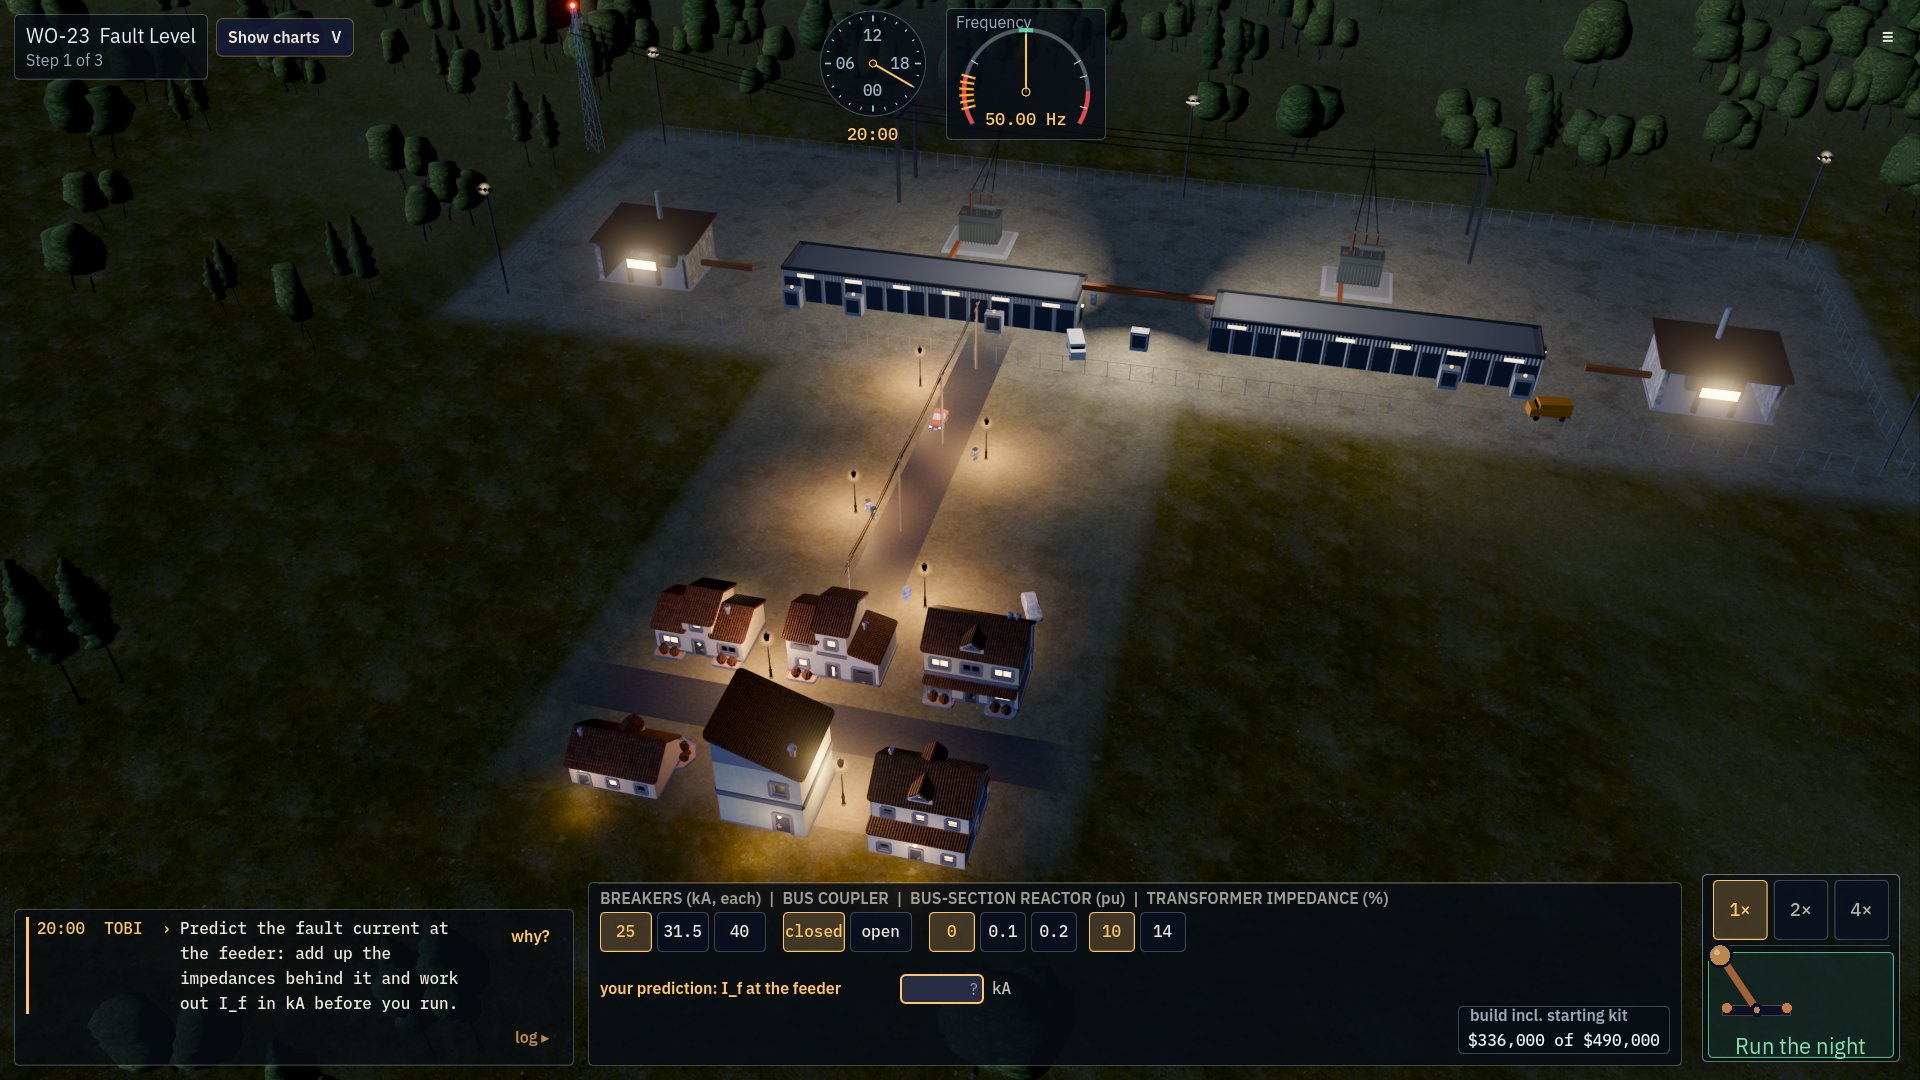 WO-23 Fault Level
Step 1 of 3
Show charts V
12
06 18
00
20:00
Frequency
50.00 Hz
20:00 TOBI › Predict the fault current at
the feeder: add up the
impedances behind it and work
out I_f in kA before you run.
why?
log ▸
BREAKERS (kA, each) | BUS COUPLER | BUS-SECTION REACTOR (pu) | TRANSFORMER IMPEDANCE (%)
25 31.5 40 closed open 0 0.1 0.2 10 14
your prediction: I_f at the feeder ? kA
build incl. starting kit
$336,000 of $490,000
1× 2× 4×
Run the night